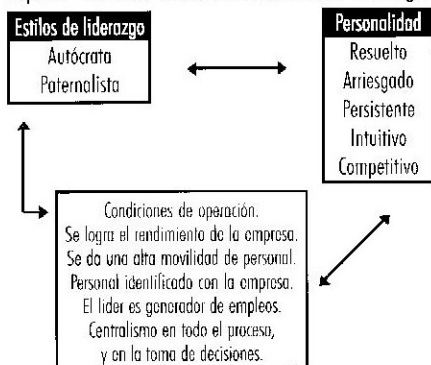 Estilos de liderazgo
Autócrata
Paternalista
Personalidad
Resuelto
Arriesgado
Persistente
Intuitivo
Competitivo
Condiciones de operación.
Se logra el rendimiento de la empresa.
Se da una alta movilidad de personal.
Personal identificado con la empresa.
El líder es generador de empleos.
Centralismo en todo el proceso,
y en la toma de decisiones.